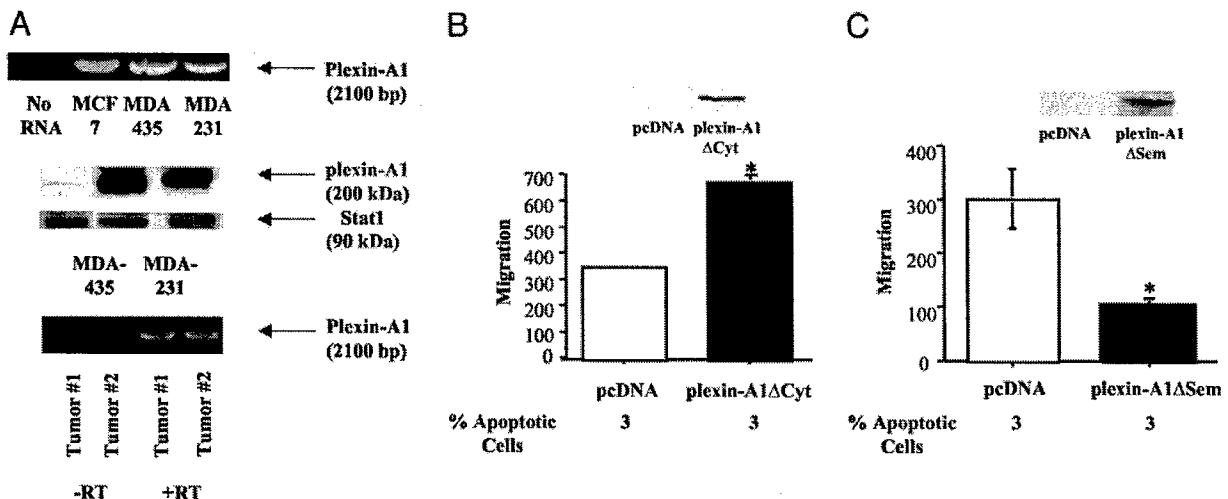 A
Plexin-A1
(2100 bp)
No RNA MCF 7 MDA 435 MDA 231
plexin-A1
(200 kDa)
Stat1
(90 kDa)
MDA-435 MDA-231
Plexin-A1
(2100 bp)
Tumor #1 Tumor #2 Tumor #1 Tumor #2
-RT +RT
B
pcDNA plexin-A1 ΔCyt
*
700
600
500
400
300
200
100
0
Migration
pcDNA plexin-A1ΔCyt
% Apoptotic Cells 3 3
C
pcDNA plexin-A1 ΔSem
400
300
200
100
0
Migration
*
pcDNA plexin-A1ΔSem
% Apoptotic Cells 3 3